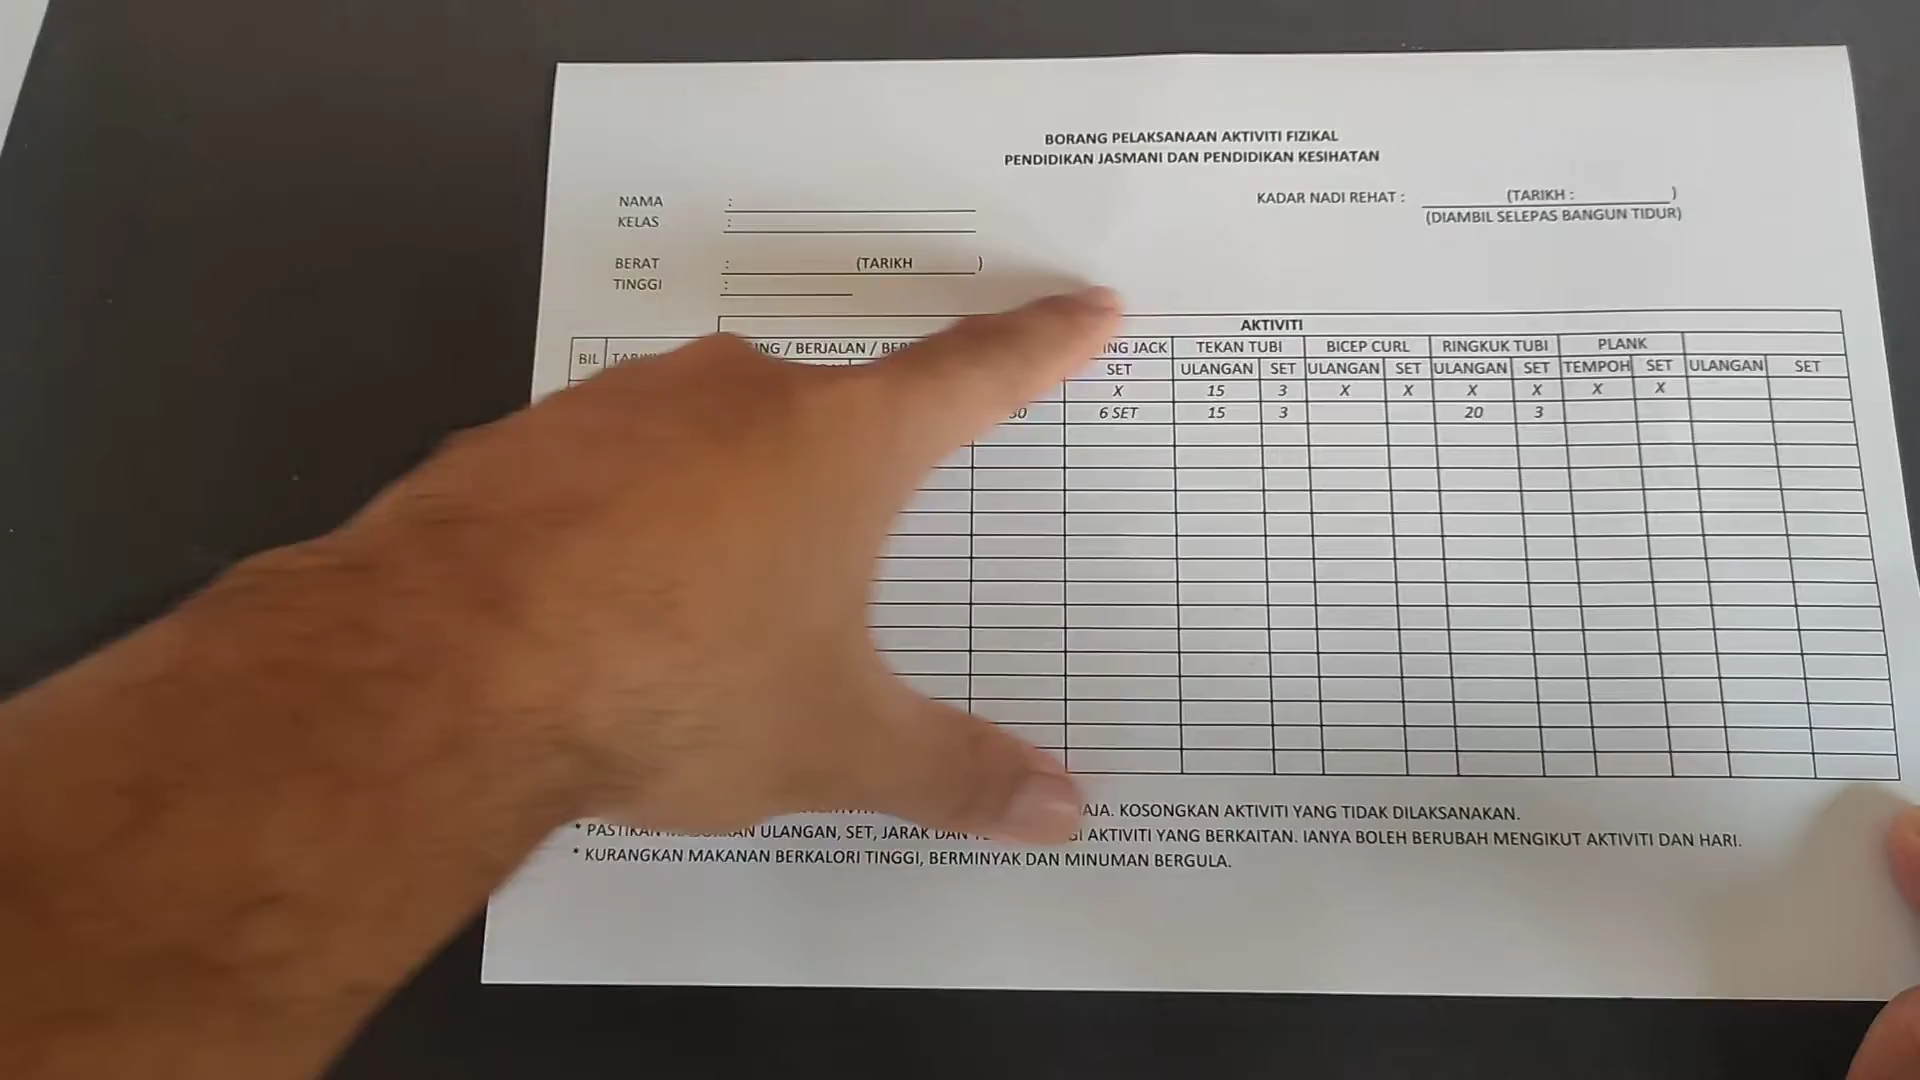 BORANG PELAKSANAAN AKTIVITI FIZIKAL
PENDIDIKAN JASMANI DAN PENDIDIKAN KESIHATAN
NAMA : KADAR NADI REHAT : (TARIKH : )
KELAS : (DIAMBIL SELEPAS BANGUN TIDUR)
BERAT : (TARIKH )
TINGGI :
AKTIVITI
BIL / BERJALAN / JACK TEKAN TUBI BICEP CURL RINGKUK TUBI PLANK
SET ULANGAN SET ULANGAN SET ULANGAN SET TEMPOH SET ULANGAN SET
X 15 3 X X X X X X
6 SET 15 3 20 3
KOSONGKAN AKTIVITI YANG TIDAK DILAKSANAKAN.
* PASTIKAN ULANGAN, SET, JARAK DAN AKTIVITI YANG BERKAITAN. IANYA BOLEH BERUBAH MENGIKUT AKTIVITI DAN HARI.
* KURANGKAN MAKANAN BERKALORI TINGGI, BERMINYAK DAN MINUMAN BERGULA.